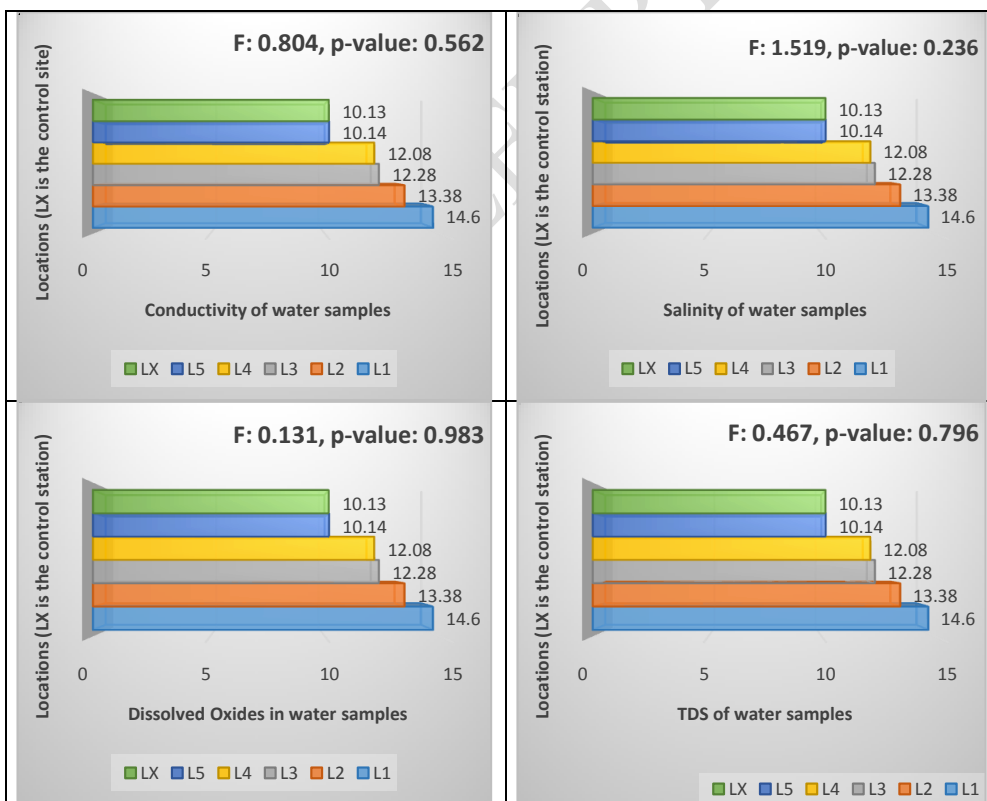 F: 0.804, p-value: 0.562
Locations (LX is the control site)
10.13
10.14
12.08
12.28
13.38
14.6
0 5 10 15
Conductivity of water samples
LX L5 L4 L3 L2 L1
F: 1.519, p-value: 0.236
Locations (LX is the control station)
10.13
10.14
12.08
12.28
13.38
14.6
0 5 10 15
Salinity of water samples
LX L5 L4 L3 L2 L1
F: 0.131, p-value: 0.983
Locations (LX is the control station)
10.13
10.14
12.08
12.28
13.38
14.6
0 5 10 15
Dissolved Oxides in water samples
LX L5 L4 L3 L2 L1
F: 0.467, p-value: 0.796
Locations (LX is the control station)
10.13
10.14
12.08
12.28
13.38
14.6
0 5 10 15
TDS of water samples
LX L5 L4 L3 L2 L1